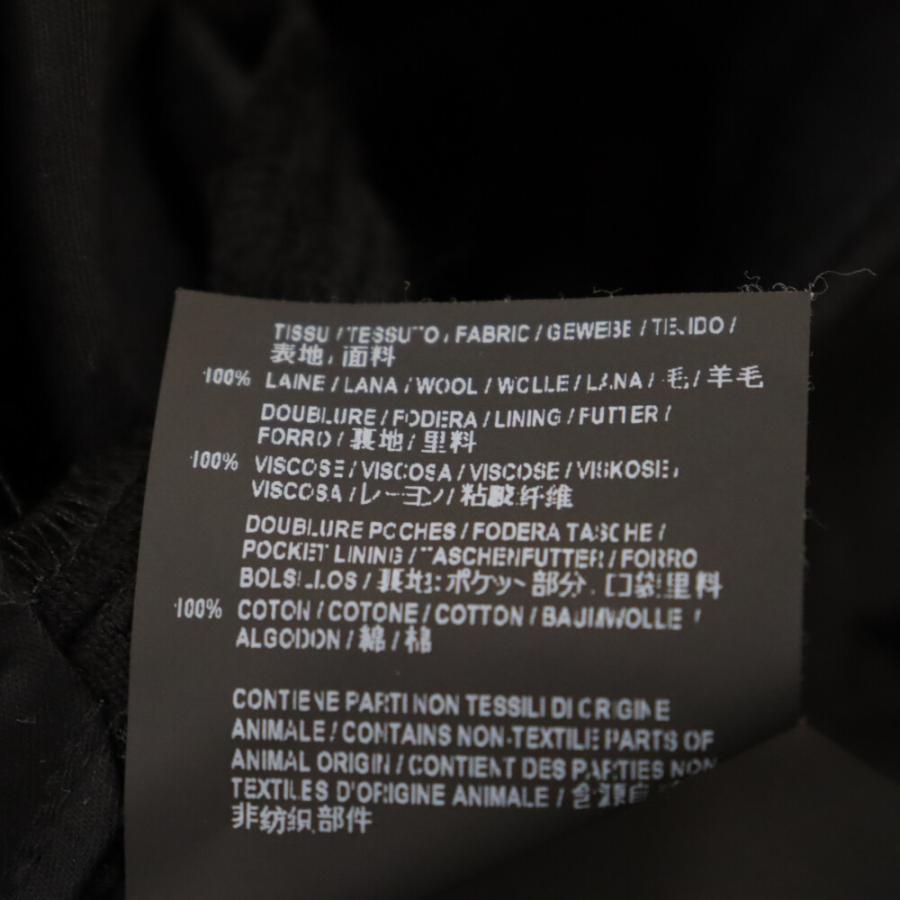 TISSU / TESSUTO / FABRIC / GEWEBE / TEJIDO /
表地 / 面料
100% LAINE / LANA / WOOL / WOLLE / LANA / 毛 / 羊毛
DOUBLURE / FODERA / LINING / FUTTER /
FORRO / 裏地 / 里料
100% VISCOSE / VISCOSA / VISCOSE / VISKOSE /
VISCOSA / レーヨン / 粘胶纤维
DOUBLURE POCHES / FODERA TASCHE /
POCKET LINING / TASCHENFUTTER / FORRO
BOLSILLOS / 裏地:ポケット部分 / 口袋里料
100% COTON / COTONE / COTTON / BAUMWOLLE /
ALGODON / 綿 / 棉
CONTIENE PARTI NON TESSILI DI ORIGINE
ANIMALE / CONTAINS NON-TEXTILE PARTS OF
ANIMAL ORIGIN / CONTIENT DES PARTIES NON
TEXTILES D'ORIGINE ANIMALE / 含源自
非纺织部件